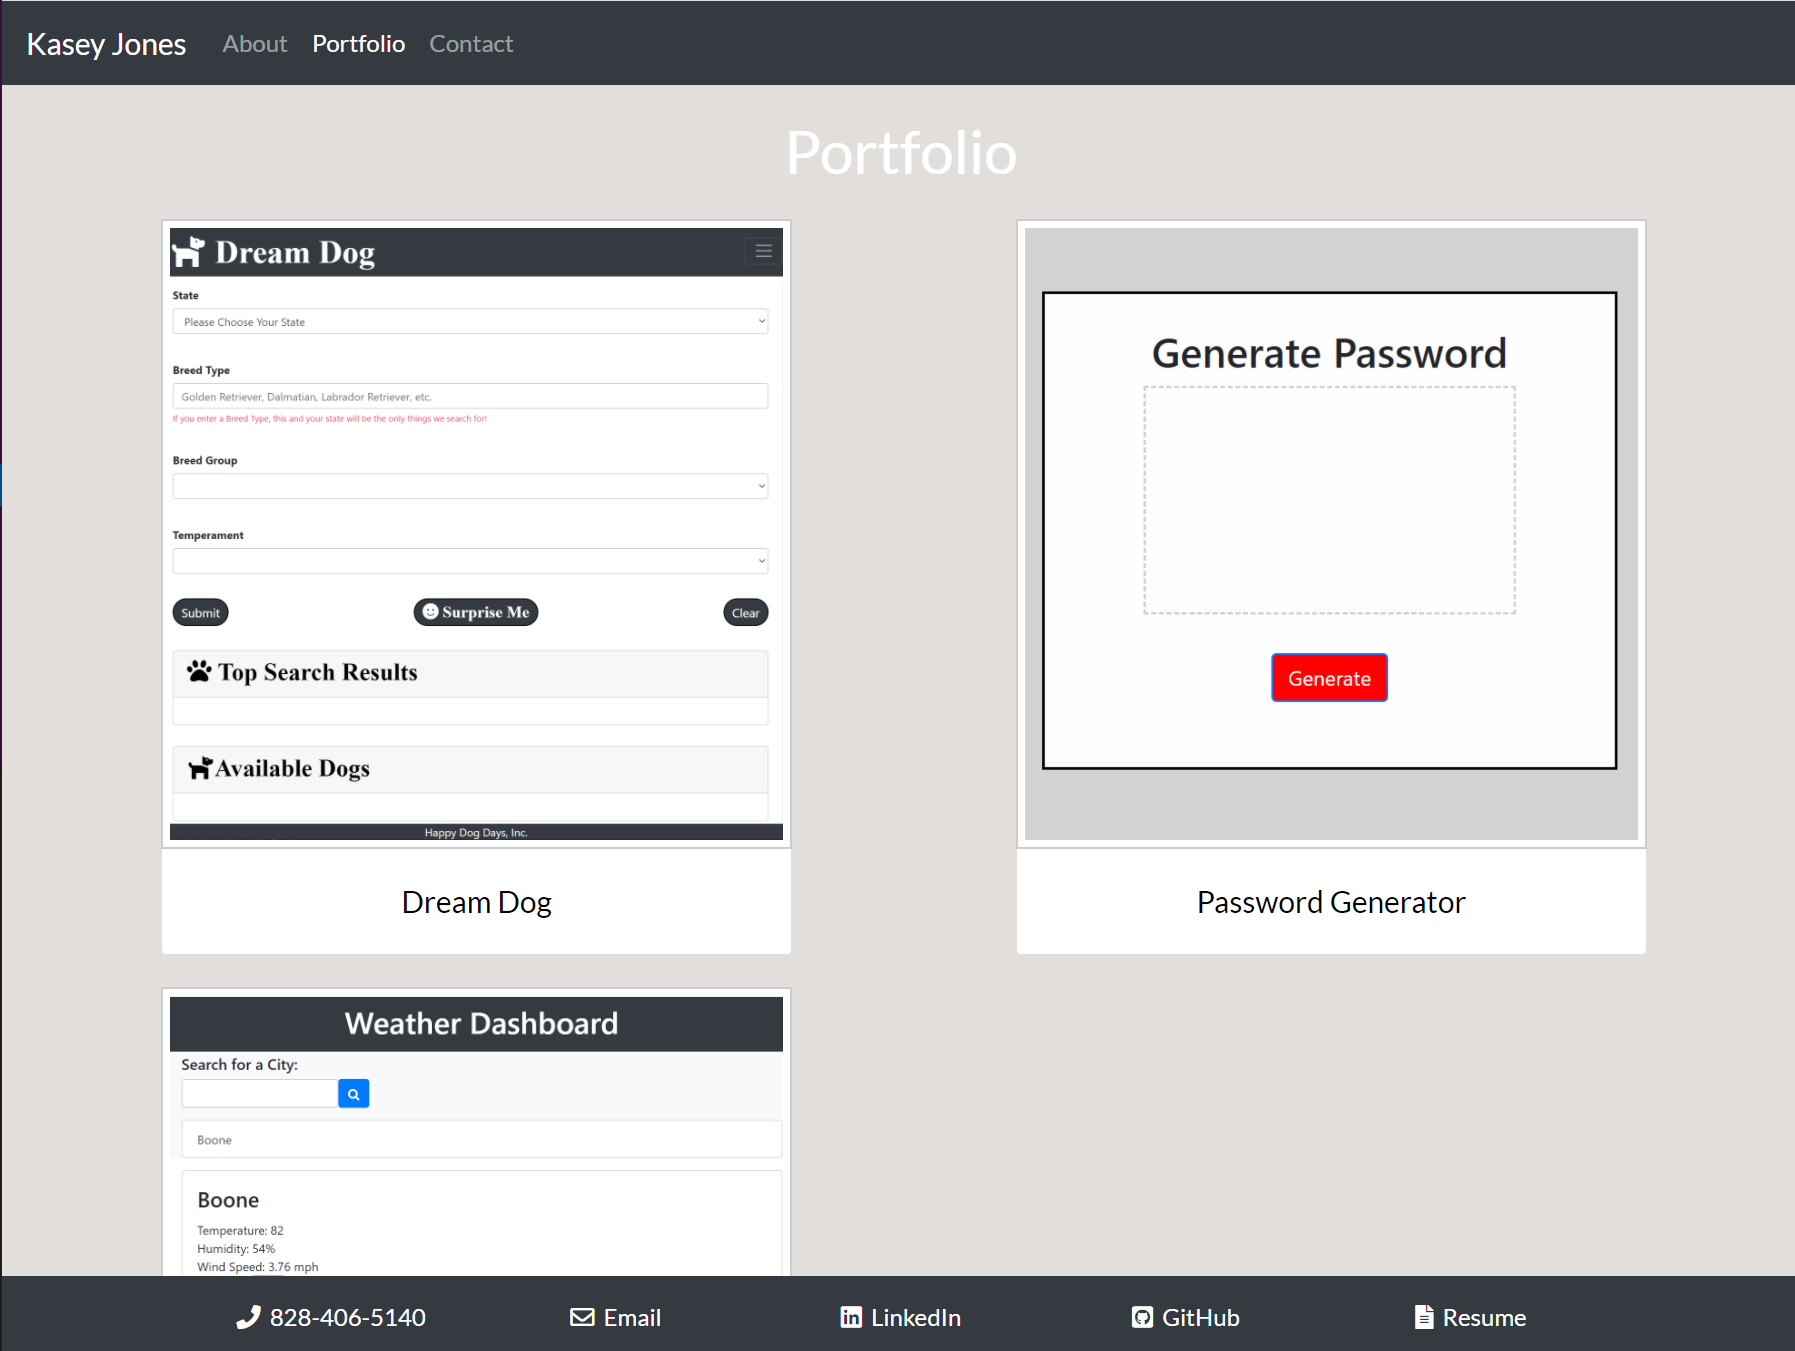 Kasey Jones About Portfolio Contact
Portfolio
Dream Dog
State
Please Choose Your State
Breed Type
Golden Retriever, Dalmatian, Labrador Retriever, etc.
If you enter a Breed Type, this and your state will be the only things we search for!
Breed Group
Temperament
Submit Surprise Me Clear
Top Search Results
Available Dogs
Happy Dog Days, Inc.
Dream Dog
Generate Password
Generate
Password Generator
Weather Dashboard
Search for a City:
Boone
Boone
Temperature: 82
Humidity: 54%
Wind Speed: 3.76 mph
828-406-5140 Email LinkedIn GitHub Resume